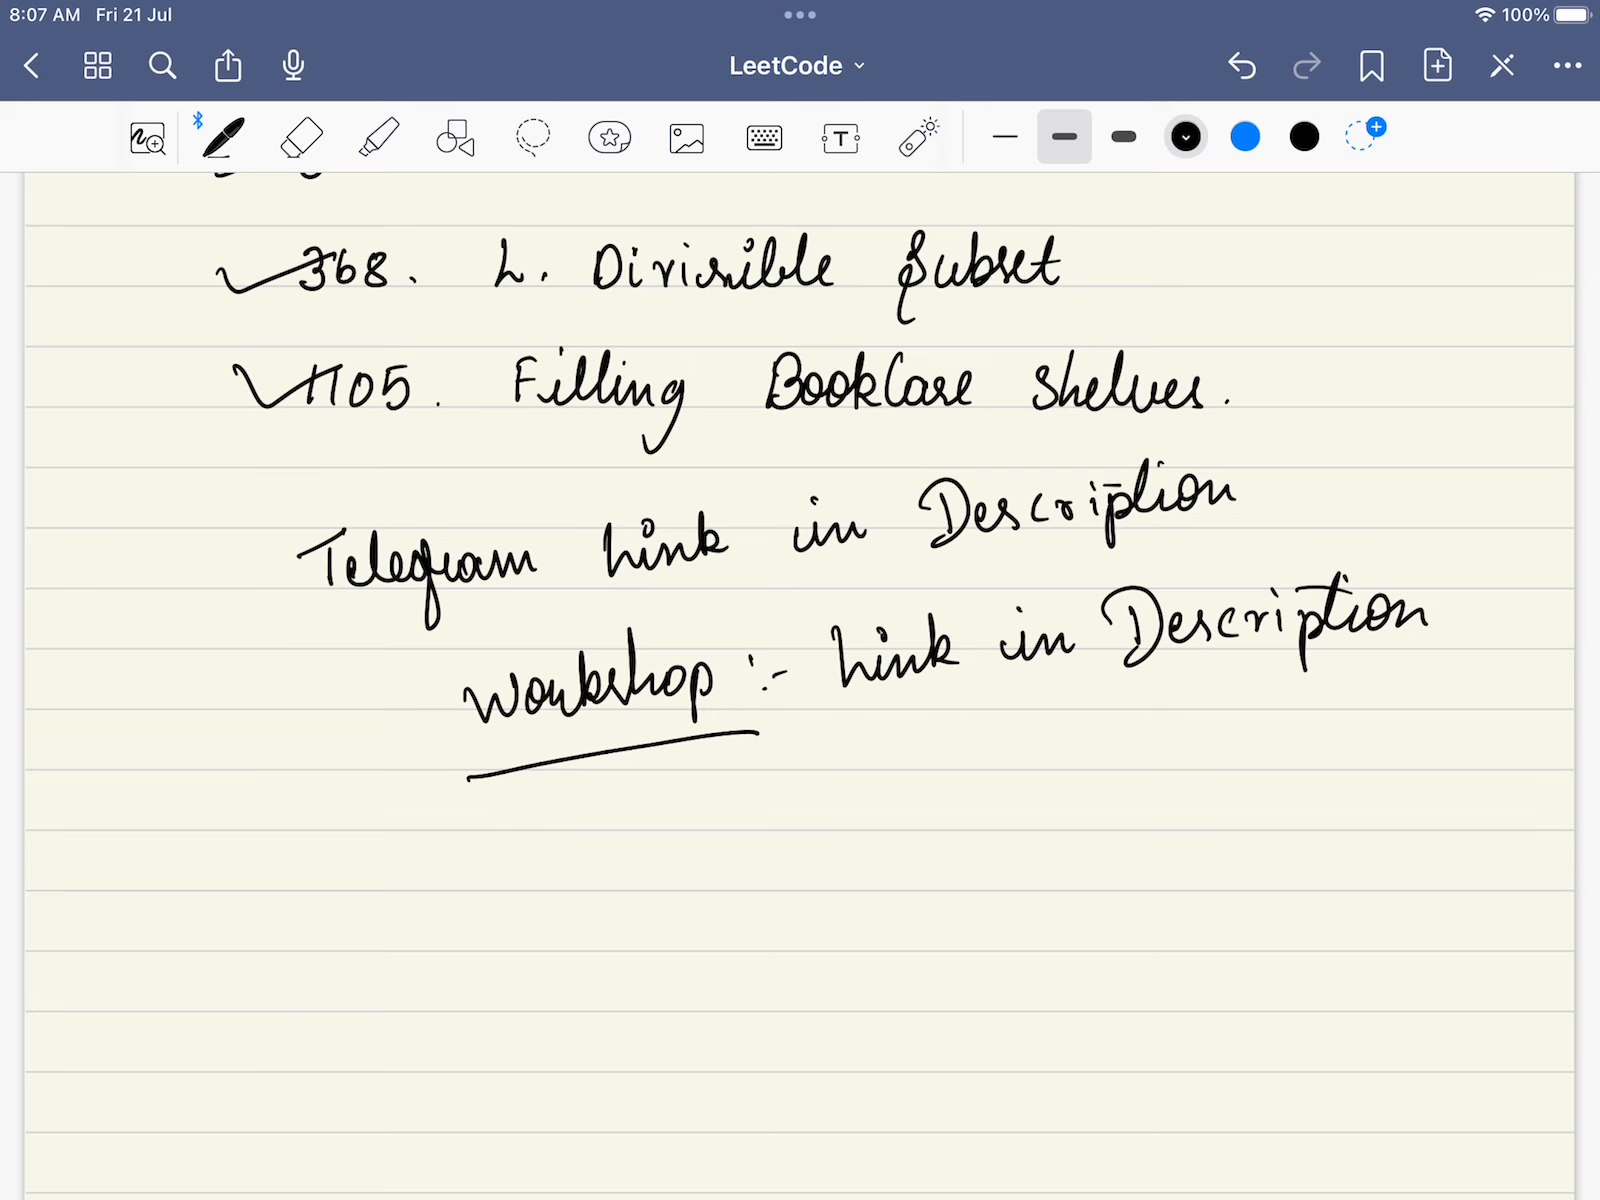 8:07 AM Fri 21 Jul
100%
LeetCode
T
368. L. Divisible Subset
1105. Filling BookCase Shelves.
Telegram Link in Description
Workshop :- Link in Description